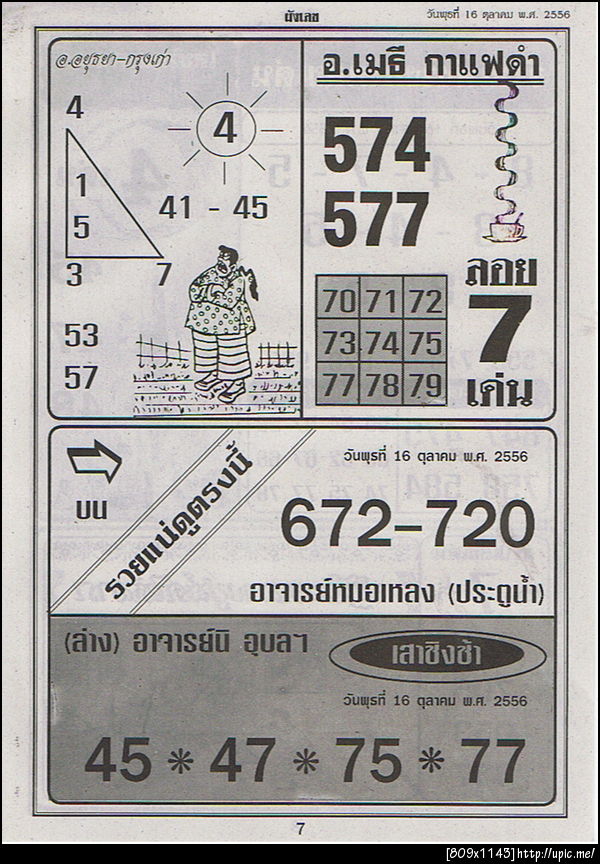 นังเลข
วันพุธที่ 16 ตุลาคม พ.ศ. 2556
อ.อยุธยา-กรุงเก่า
4
4
1
5
3 7
41 - 45
53
57
อ.เมธี กาแฟดำ
574
577
70 71 72
73 74 75
77 78 79
ลอย
7
เด่น
บน
รวยแน่ดูตรงนี้
วันพุธที่ 16 ตุลาคม พ.ศ. 2556
672-720
อาจารย์หมอเหลง (ประตูน้ำ)
(ล่าง) อาจารย์นิ อุบลฯ
เสาชิงช้า
วันพุธที่ 16 ตุลาคม พ.ศ. 2556
45 * 47 * 75 * 77
7
[809x1143]http://upic.me/